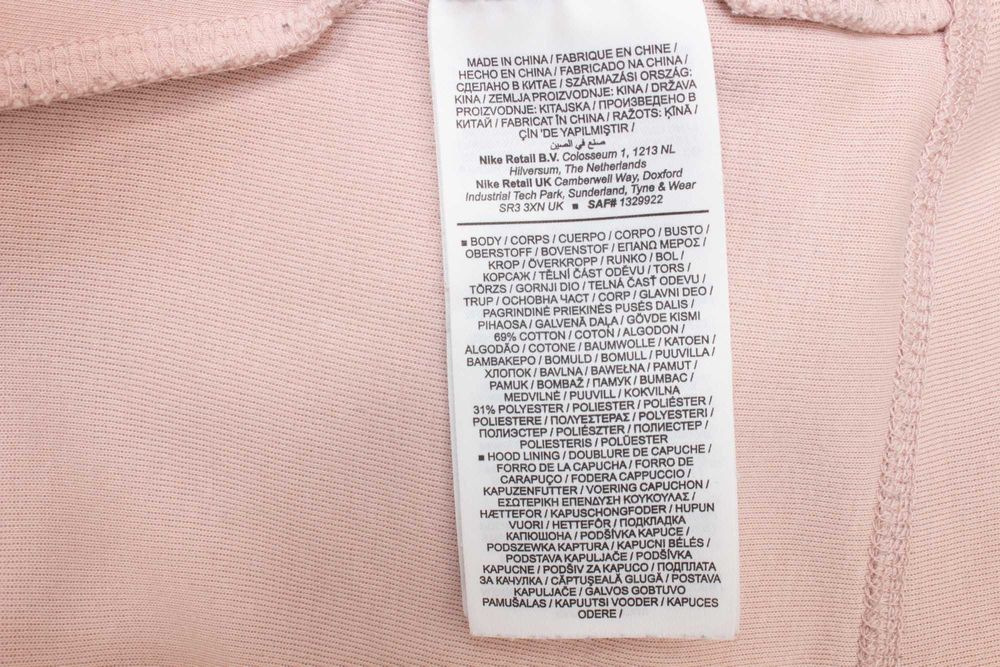 MADE IN CHINA / FABRIQUE EN CHINE /
HECHO EN CHINA / FABRICADO NA CHINA /
СДЕЛАНО В КИТАЕ / SZÁRMAZÁSI ORSZÁG:
KINA / ZEMLJA PROIZVODNJE: KINA / DRŽAVA
PROIZVODNJE: KITAJSKA / ПРОИЗВЕДЕНО В
КИТАЙ / FABRICAT ÎN CHINA / RAŽOTS: ĶĪNĀ /
ÇİN 'DE YAPILMIŞTIR /
صنع في الصين
Nike Retail B.V. Colosseum 1, 1213 NL
Hilversum, The Netherlands
Nike Retail UK Camberwell Way, Doxford
Industrial Tech Park, Sunderland, Tyne & Wear
SR3 3XN UK ■ SAF# 1329922
■ BODY / CORPS / CUERPO / CORPO / BUSTO /
OBERSTOFF / BOVENSTOF / ΕΠΑΝΩ ΜΕΡΟΣ /
KROP / ÖVERKROPP / RUNKO / BOL /
КОРСАЖ / TĚLNÍ ČÁST ODĚVU / TORS /
TÖRZS / GORNJI DIO / TELNÁ ČASŤ ODEVU /
TRUP / ОСНОВНА ЧАСТ / CORP / GLAVNI DEO /
PAGRINDINĖ PRIEKINĖS PUSĖS DALIS /
PIHAOSA / GALVENĀ DAĻA / GÖVDE KISMI
69% COTTON / COTON / ALGODON /
ALGODÃO / COTONE / BAUMWOLLE / KATOEN /
ΒΑΜΒΑΚΕΡΟ / BOMULD / BOMULL / PUUVILLA /
ХЛОПОК / BAVLNA / BAWEŁNA / PAMUT /
PAMUK / BOMBAŽ / ПАМУК / BUMBAC /
MEDVILNĖ / PUUVILL / KOKVILNA
31% POLYESTER / POLIESTER / POLIÉSTER /
POLIESTERE / ΠΟΛΥΕΣΤΕΡΑΣ / POLYESTERI /
ПОЛИЭСТЕР / POLIÉSZTER / ПОЛИЕСТЕР /
POLIESTERIS / POLÜESTER
■ HOOD LINING / DOUBLURE DE CAPUCHE /
FORRO DE LA CAPUCHA / FORRO DE
CARAPUÇO / FODERA CAPPUCCIO /
KAPUZENFUTTER / VOERING CAPUCHON /
ΕΣΩΤΕΡΙΚΗ ΕΠΕΝΔΥΣΗ ΚΟΥΚΟΥΛΑΣ /
HÆTTEFOR / KAPUSCHONGFODER / HUPUN
VUORI / HETTEFÔR / ПОДКЛАДКА
КАПЮШОНА / PODŠÍVKA KAPUCE /
PODSZEWKA KAPTURA / KAPUCNI BÉLÉS /
PODSTAVA KAPULJAČE / PODŠÍVKA
KAPUCNE / PODŠIV ZA KAPUCO / ПОДПЛАТА
ЗА КАЧУЛКА / CĂPTUŞEALĂ GLUGĂ / POSTAVA
KAPULJAČE / GALVOS GOBTUVO
PAMUŠALAS / KAPUUTSI VOODER / KAPUCES
ODERE /